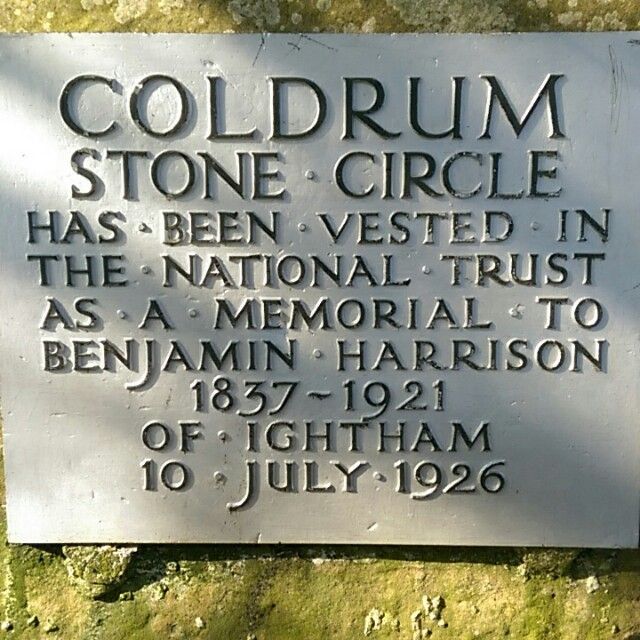 COLDRUM
STONE · CIRCLE
HAS · BEEN · VESTED · IN
THE · NATIONAL · TRUST
AS · A · MEMORIAL · TO
BENJAMIN · HARRISON
1837 ~ 1921
OF · IGHTHAM
10 · JULY · 1926